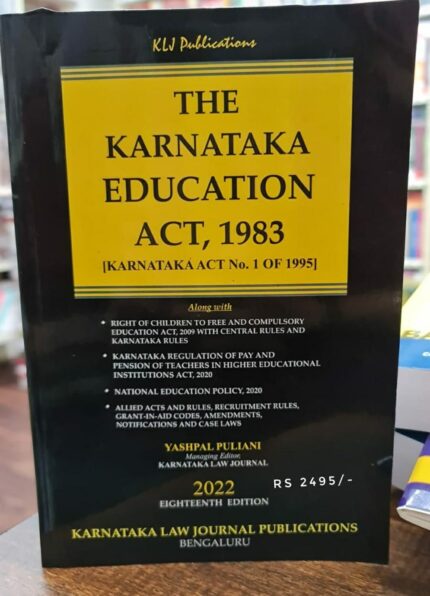 KLJ Publications
THE
KARNATAKA
EDUCATION
ACT, 1983
[KARNATAKA ACT No. 1 OF 1995]
Along with
* RIGHT OF CHILDREN TO FREE AND COMPULSORY
EDUCATION ACT, 2009 WITH CENTRAL RULES AND
KARNATAKA RULES
* KARNATAKA REGULATION OF PAY AND
PENSION OF TEACHERS IN HIGHER EDUCATIONAL
INSTITUTIONS ACT, 2020
* NATIONAL EDUCATION POLICY, 2020
* ALLIED ACTS AND RULES, RECRUITMENT RULES,
GRANT-IN-AID CODES, AMENDMENTS,
NOTIFICATIONS AND CASE LAWS
YASHPAL PULIANI
Managing Editor,
KARNATAKA LAW JOURNAL
2022
EIGHTEENTH EDITION
RS 2495/-
KARNATAKA LAW JOURNAL PUBLICATIONS
BENGALURU